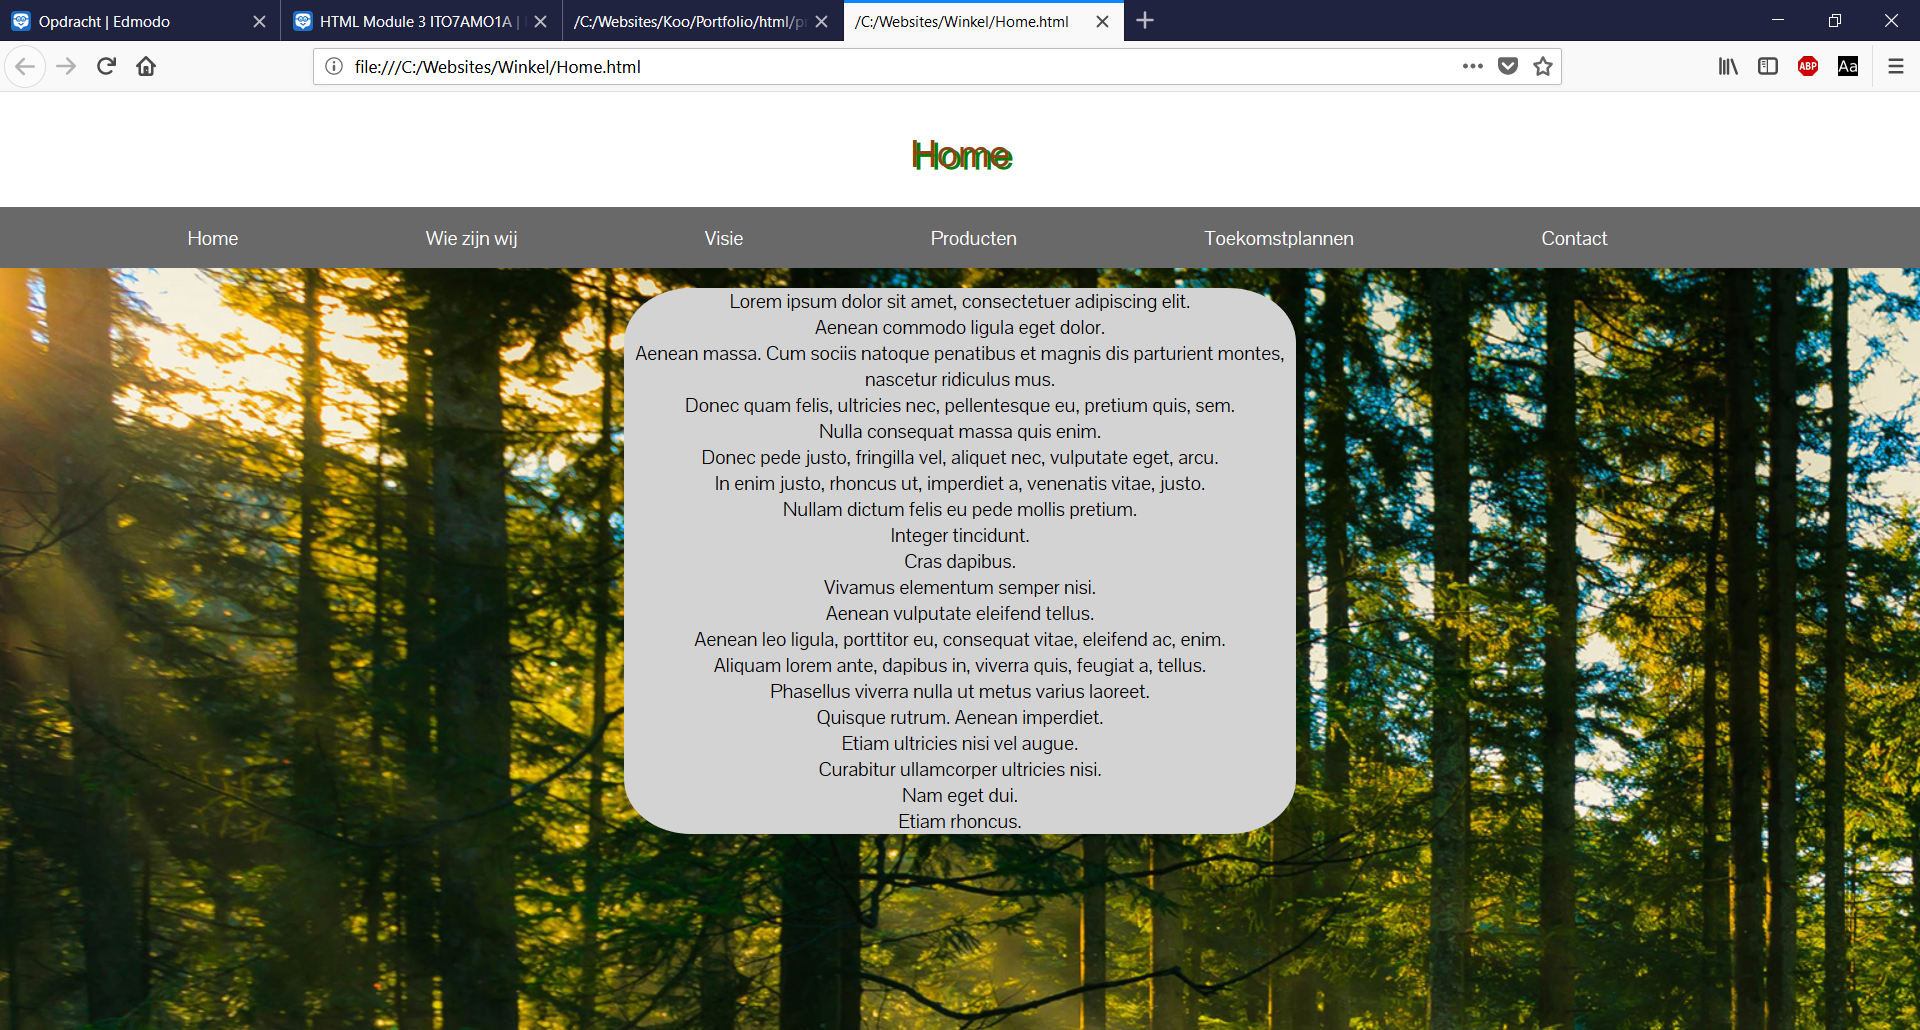 Opdracht | Edmodo
HTML Module 3 ITO7AMO1A |
/C:/Websites/Koo/Portfolio/html/pr
/C:/Websites/Winkel/Home.html
file:///C:/Websites/Winkel/Home.html
ABP
Aa
Home
Home Wie zijn wij Visie Producten Toekomstplannen Contact
Lorem ipsum dolor sit amet, consectetuer adipiscing elit.
Aenean commodo ligula eget dolor.
Aenean massa. Cum sociis natoque penatibus et magnis dis parturient montes,
nascetur ridiculus mus.
Donec quam felis, ultricies nec, pellentesque eu, pretium quis, sem.
Nulla consequat massa quis enim.
Donec pede justo, fringilla vel, aliquet nec, vulputate eget, arcu.
In enim justo, rhoncus ut, imperdiet a, venenatis vitae, justo.
Nullam dictum felis eu pede mollis pretium.
Integer tincidunt.
Cras dapibus.
Vivamus elementum semper nisi.
Aenean vulputate eleifend tellus.
Aenean leo ligula, porttitor eu, consequat vitae, eleifend ac, enim.
Aliquam lorem ante, dapibus in, viverra quis, feugiat a, tellus.
Phasellus viverra nulla ut metus varius laoreet.
Quisque rutrum. Aenean imperdiet.
Etiam ultricies nisi vel augue.
Curabitur ullamcorper ultricies nisi.
Nam eget dui.
Etiam rhoncus.